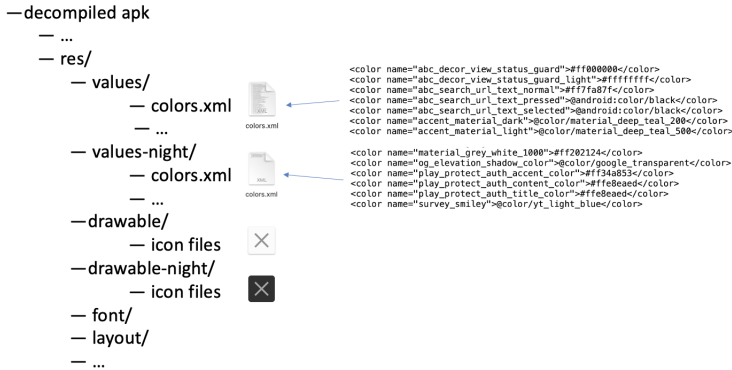 —decompiled apk
— ...
— res/
— values/
— colors.xml
— ...
— values-night/
— colors.xml
— ...
—drawable/
— icon files
—drawable-night/
— icon files
— font/
— layout/
— ...
XML
colors.xml
XML
colors.xml
<color name="abc_decor_view_status_guard">#ff000000</color>
<color name="abc_decor_view_status_guard_light">#ffffffff</color>
<color name="abc_search_url_text_normal">#ff7fa87f</color>
<color name="abc_search_url_text_pressed">@android:color/black</color>
<color name="abc_search_url_text_selected">@android:color/black</color>
<color name="accent_material_dark">@color/material_deep_teal_200</color>
<color name="accent_material_light">@color/material_deep_teal_500</color>
<color name="material_grey_white_1000">#ff202124</color>
<color name="og_elevation_shadow_color">@color/google_transparent</color>
<color name="play_protect_auth_accent_color">#ff34a853</color>
<color name="play_protect_auth_content_color">#ffe8eaed</color>
<color name="play_protect_auth_title_color">#ffe8eaed</color>
<color name="survey_smiley">@color/yt_light_blue</color>